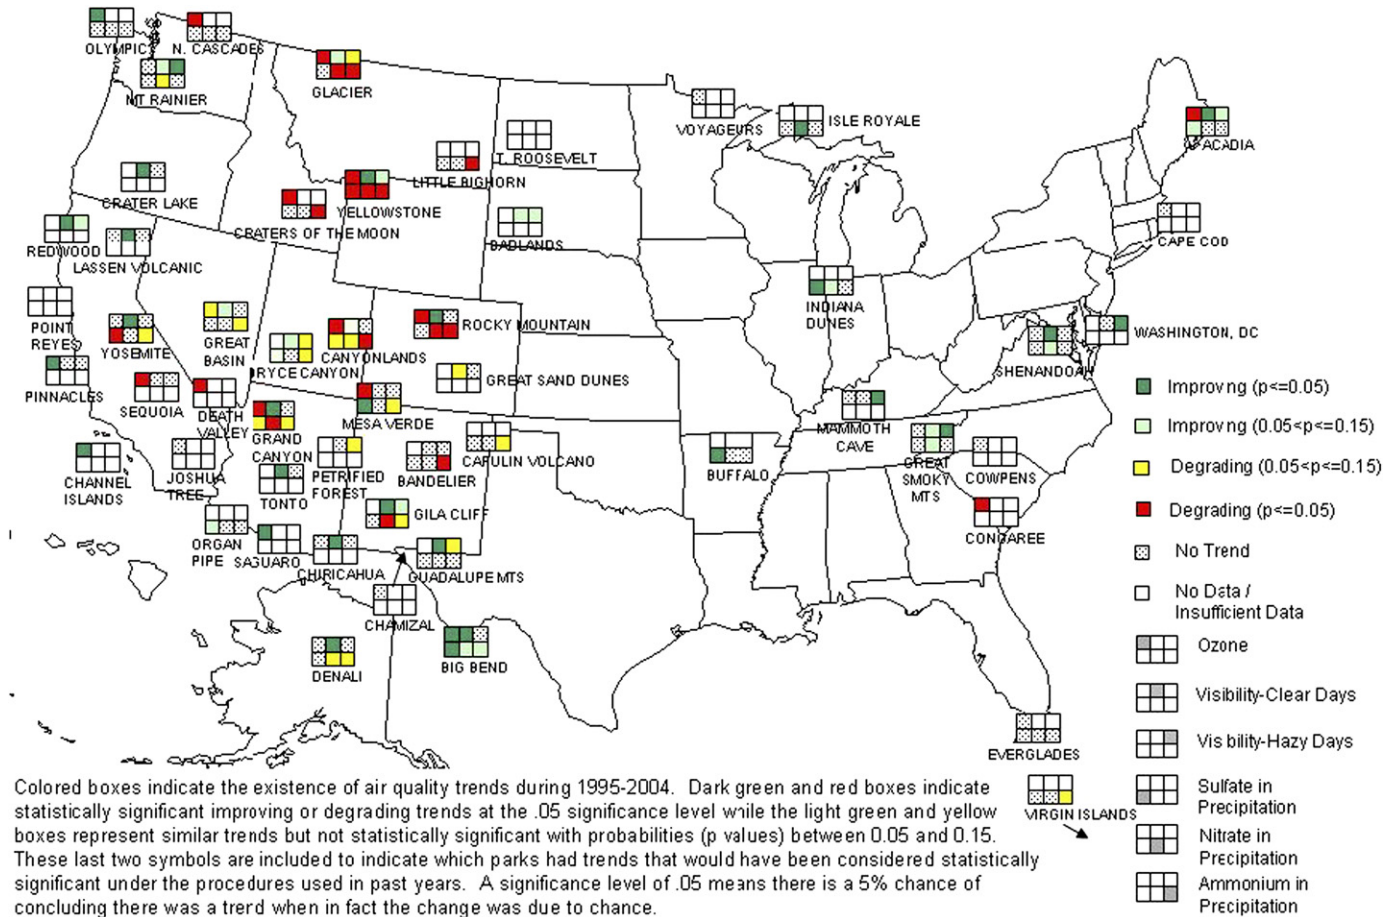 OLYMPIC
N. CASCADES
MT RAINIER
GLACIER
VOYAGEURS
ISLE ROYALE
ACADIA
T. ROOSEVELT
LITTLE BIGHORN
CRATER LAKE
YELLOWSTONE
CRATERS OF THE MOON
BADLANDS
REDWOOD
LASSEN VOLCANIC
CAPE COD
POINT
REYES
YOSEMITE
GREAT
BASIN
RYCE CANYON
CANYONLANDS
ROCKY MOUNTAIN
INDIANA
DUNES
WASHINGTON, DC
SHENANDOAH
PINNACLES
SEQUOIA
DEATH
VALLEY
GREAT SAND DUNES
MESA VERDE
GRAND
CANYON
MAMMOTH
CAVE
CHANNEL
ISLANDS
JOSHUA
TREE
TONTO
PETRIFIED
FOREST
BANDELIER
CAPULIN VOLCANO
BUFFALO
GREAT
SMOKY
MTS
COWPENS
CONGAREE
ORGAN
PIPE
SAGUARO
CHIRICAHUA
GILA CLIFF
GUADALUPE MTS
CHAMIZAL
DENALI
BIG BEND
EVERGLADES
VIRGIN ISLANDS
Improving (p<=0.05)
Improving (0.05<p<=0.15)
Degrading (0.05<p<=0.15)
Degrading (p<=0.05)
No Trend
No Data /
Insufficient Data
Ozone
Visibility-Clear Days
Vis bility-Hazy Days
Sulfate in
Precipitation
Nitrate in
Precipitation
Ammonium in
Precipitation
Colored boxes indicate the existence of air quality trends during 1995-2004. Dark green and red boxes indicate
statistically significant improving or degrading trends at the .05 significance level while the light green and yellow
boxes represent similar trends but not statistically significant with probabilities (p values) between 0.05 and 0.15.
These last two symbols are included to indicate which parks had trends that would have been considered statistically
significant under the procedures used in past years. A significance level of .05 means there is a 5% chance of
concluding there was a trend when in fact the change was due to chance.